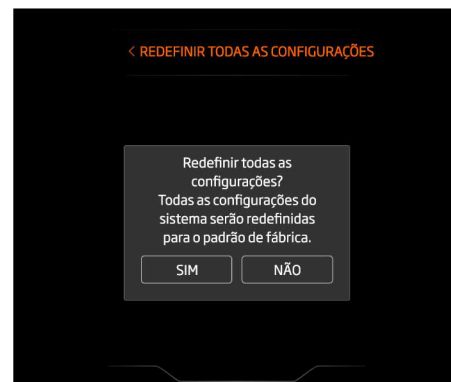 < REDEFINIR TODAS AS CONFIGURAÇÕES
Redefinir todas as
configurações?
Todas as configurações do
sistema serão redefinidas
para o padrão de fábrica.
SIM NÃO